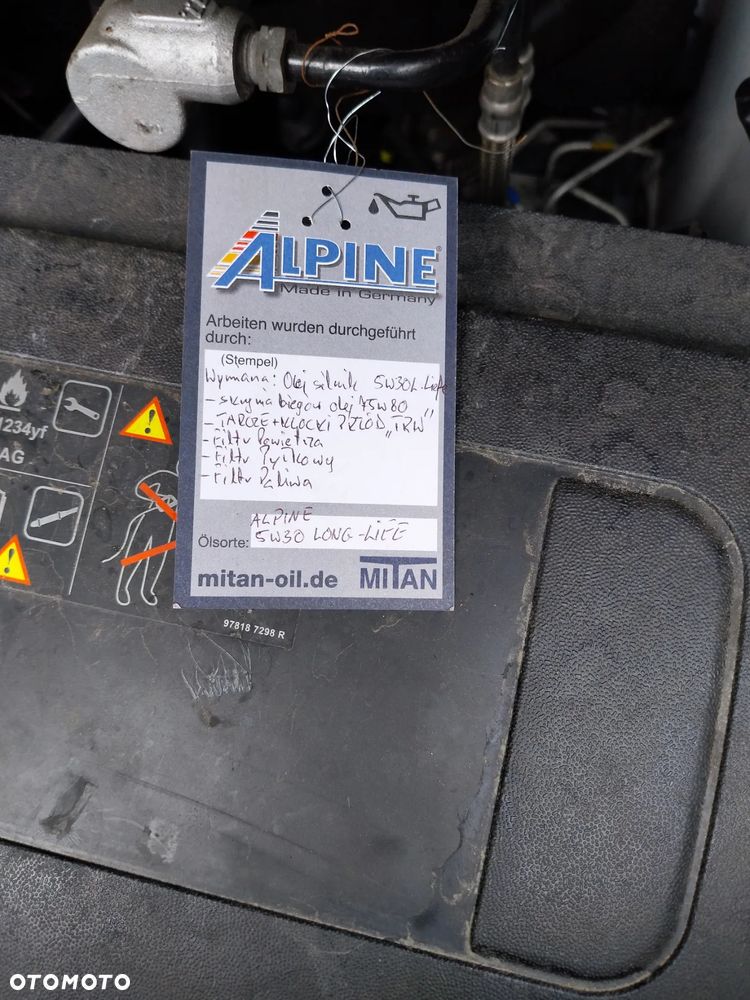 ALPINE
Made in Germany
Arbeiten wurden durchgeführt
durch:
(Stempel)
Wymiana: Olej silnik 5W30 L.Life
- skrzynia biegów olej 75W80
- TARCZE + KLOCKI PRZÓD "TRW"
- Filtr Powietrza
- Filtr Pyłkowy
- Filtr Paliwa
ALPINE
Ölsorte: 5W30 LONG-LIFE
mitan-oil.de MITAN
1234yf
AG
97818 7298 R
OTOMOTO